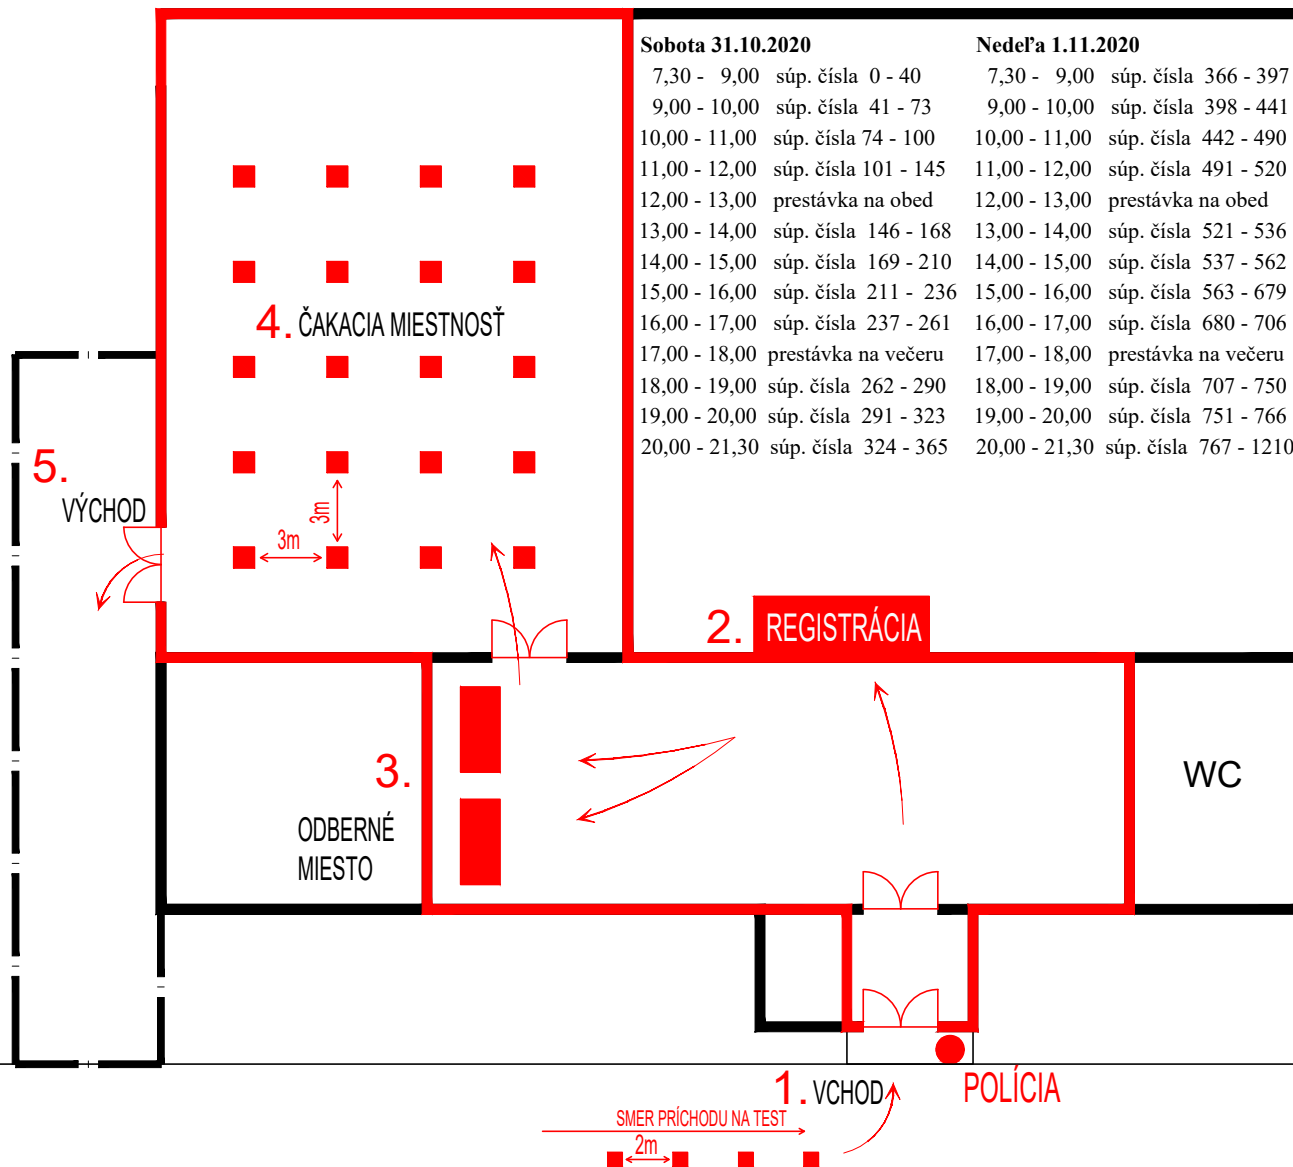 Sobota 31.10.2020
7,30 - 9,00 súp. čísla 0 - 40
9,00 - 10,00 súp. čísla 41 - 73
10,00 - 11,00 súp. čísla 74 - 100
11,00 - 12,00 súp. čísla 101 - 145
12,00 - 13,00 prestávka na obed
13,00 - 14,00 súp. čísla 146 - 168
14,00 - 15,00 súp. čísla 169 - 210
15,00 - 16,00 súp. čísla 211 - 236
16,00 - 17,00 súp. čísla 237 - 261
17,00 - 18,00 prestávka na večeru
18,00 - 19,00 súp. čísla 262 - 290
19,00 - 20,00 súp. čísla 291 - 323
20,00 - 21,30 súp. čísla 324 - 365
Nedeľa 1.11.2020
7,30 - 9,00 súp. čísla 366 - 397
9,00 - 10,00 súp. čísla 398 - 441
10,00 - 11,00 súp. čísla 442 - 490
11,00 - 12,00 súp. čísla 491 - 520
12,00 - 13,00 prestávka na obed
13,00 - 14,00 súp. čísla 521 - 536
14,00 - 15,00 súp. čísla 537 - 562
15,00 - 16,00 súp. čísla 563 - 679
16,00 - 17,00 súp. čísla 680 - 706
17,00 - 18,00 prestávka na večeru
18,00 - 19,00 súp. čísla 707 - 750
19,00 - 20,00 súp. čísla 751 - 766
20,00 - 21,30 súp. čísla 767 - 1210
4. ČAKACIA MIESTNOSŤ
5.
VÝCHOD
3m
3m
2. REGISTRÁCIA
3.
ODBERNÉ
MIESTO
WC
1. VCHOD
POLÍCIA
SMER PRÍCHODU NA TEST
2m